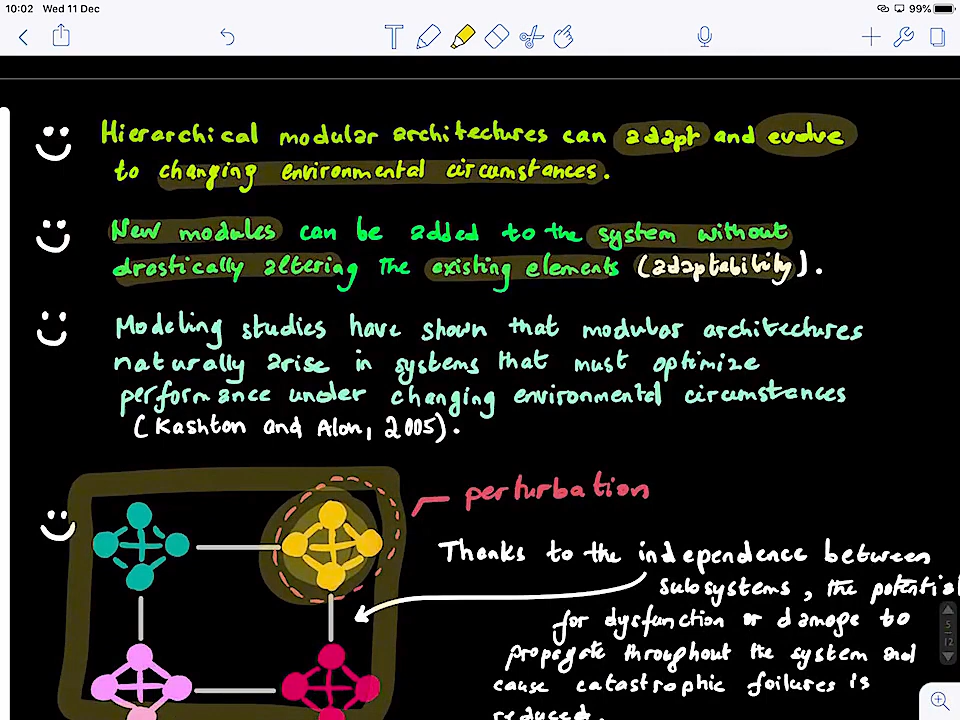 10:02 Wed 11 Dec
99%
Hierarchical modular architectures can adapt and evolve
to changing environmental circumstances.
New modules can be added to the system without
drastically altering the existing elements (adaptability).
Modeling studies have shown that modular architectures
naturally arise in systems that must optimize
performance under changing environmental circumstances
(Kashton and Alon, 2005).
perturbation
Thanks to the independence between
subsystems, the potential
for dysfunction or damage to
propagate throughout the system and
cause catastrophic failures is
reduced.
5
12